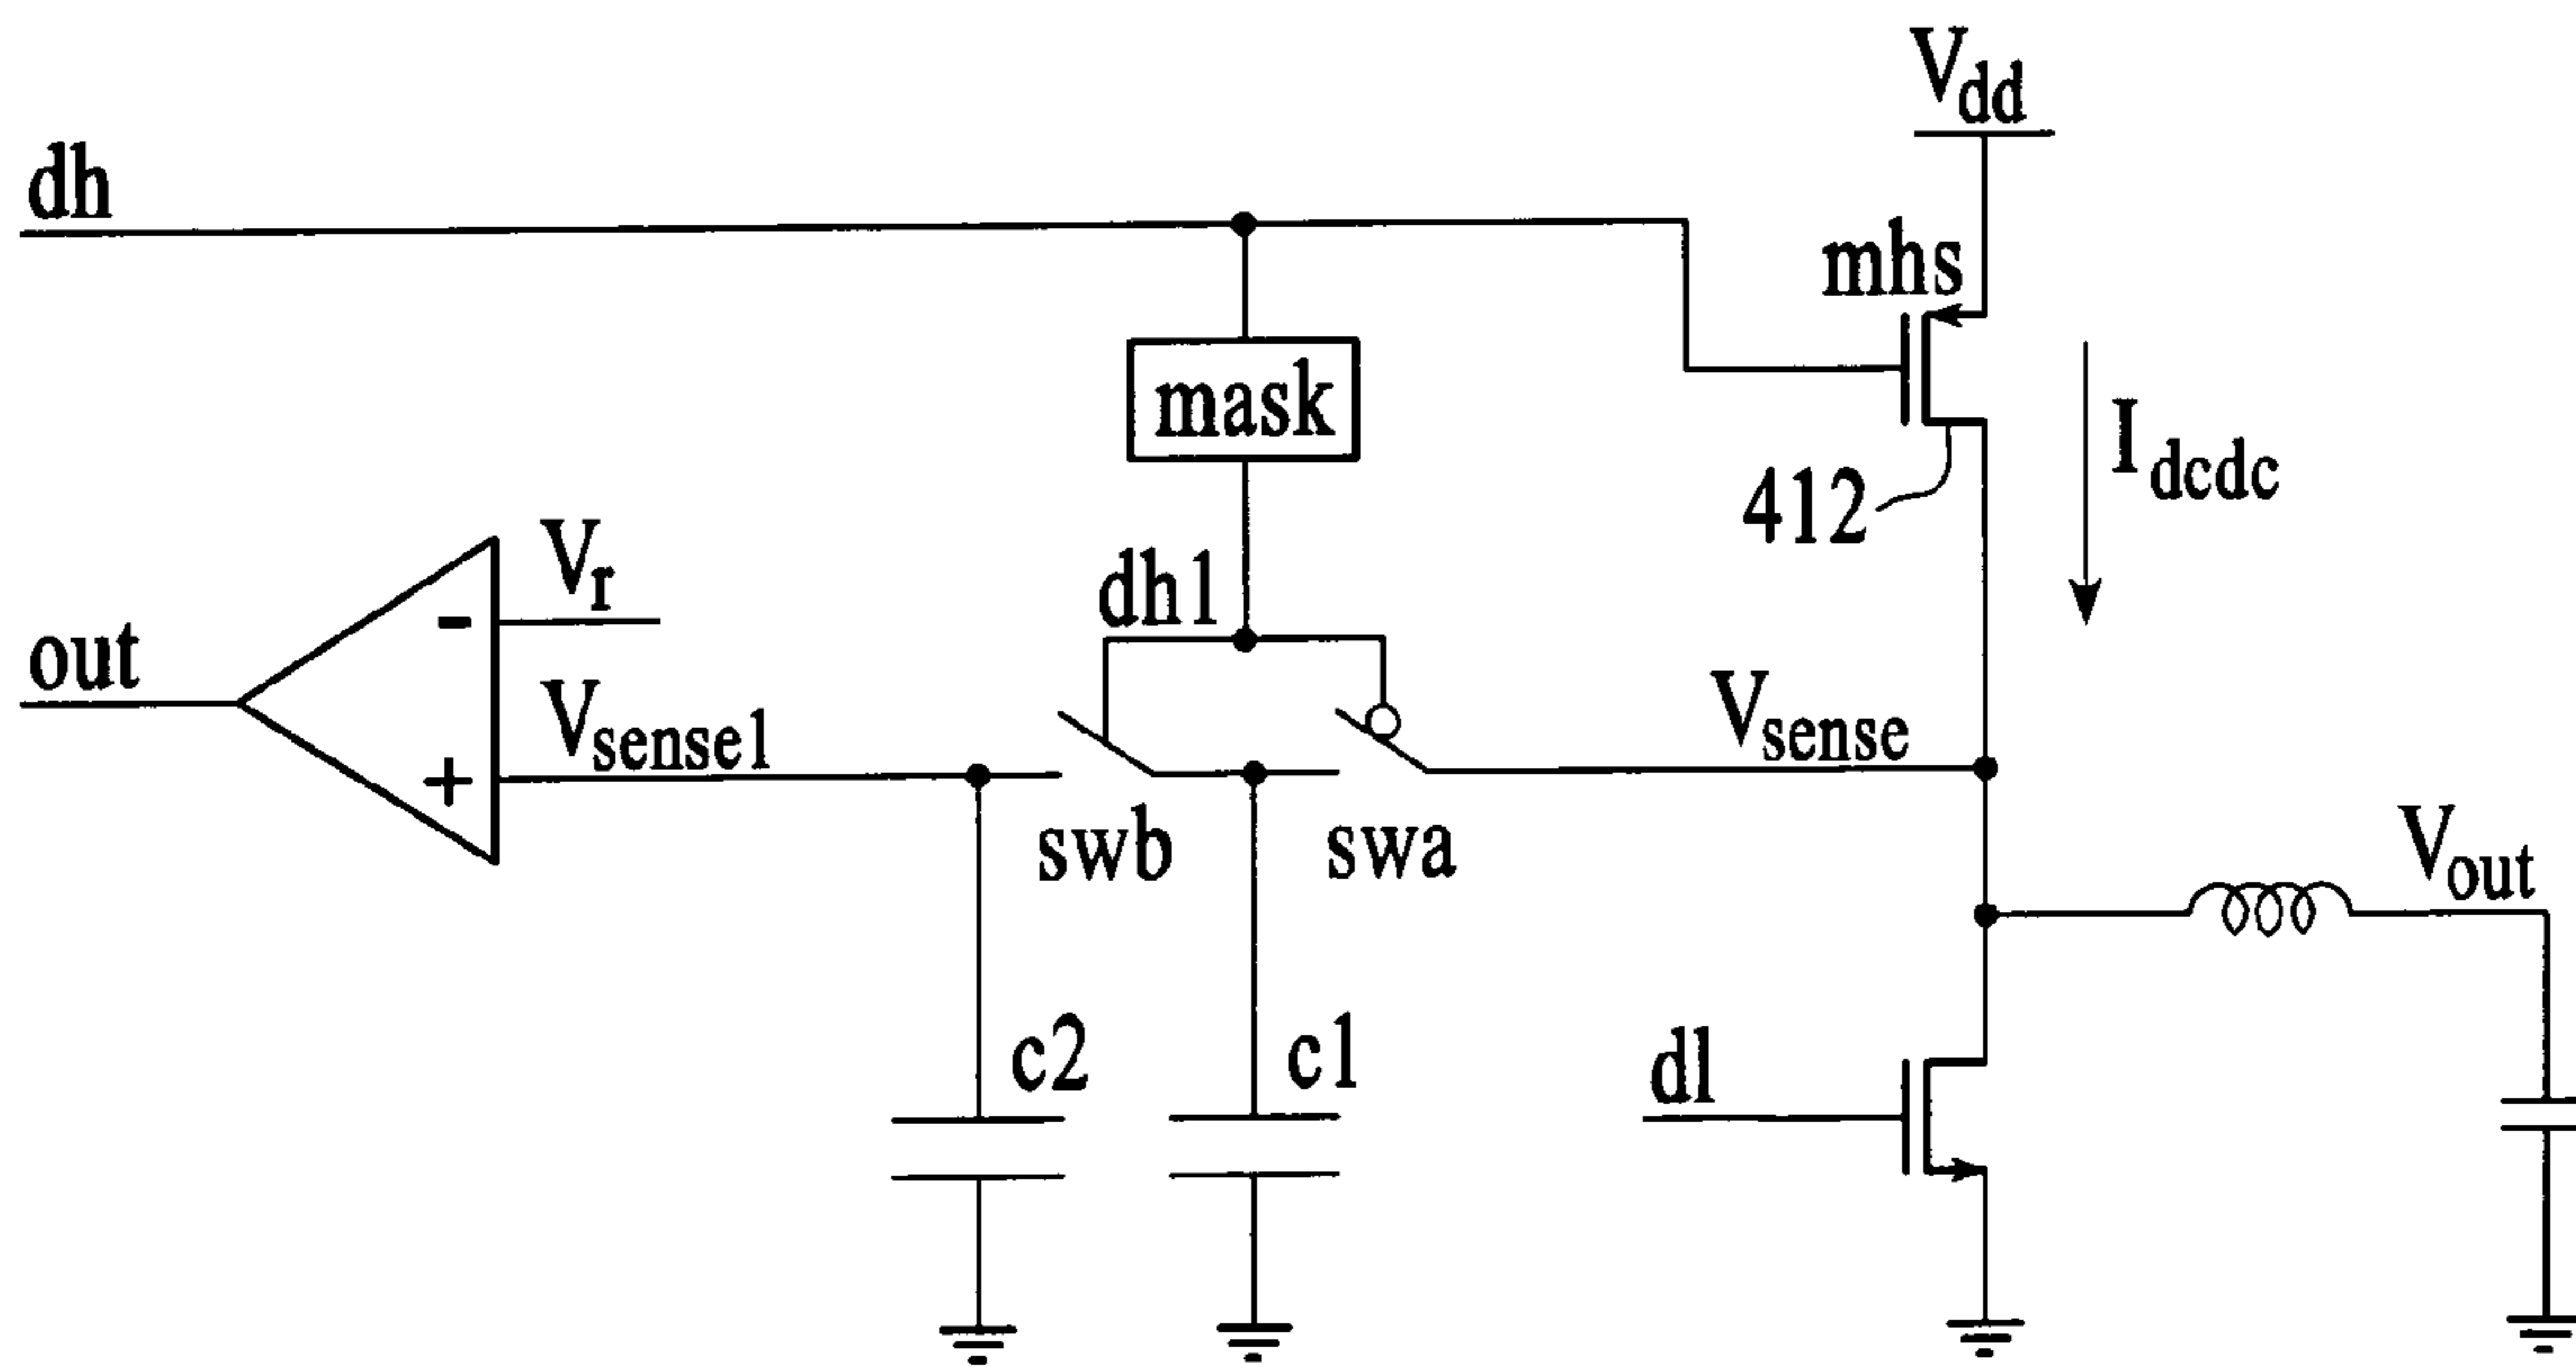 Vdd
dh
mhs
mask
Idcdc
412
Vr
dh1
-
out
Vsense1
Vsense
+
swb
swa
Vout
c2
c1
dl